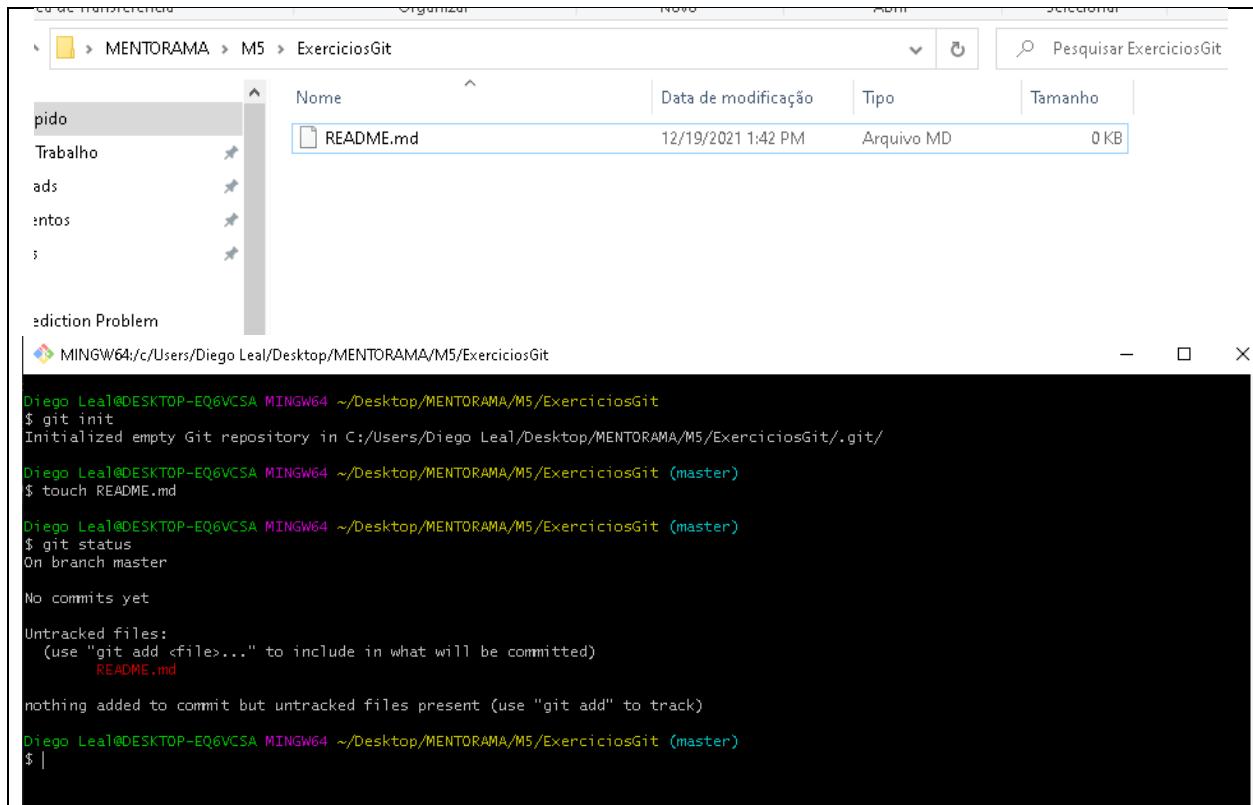 MENTORAMA > M5 > ExerciciosGit
Pesquisar ExerciciosGit
Nome Data de modificação Tipo Tamanho
pido
README.md 12/19/2021 1:42 PM Arquivo MD 0 KB
Trabalho
ads
entos
s
ediction Problem
MINGW64:/c/Users/Diego Leal/Desktop/MENTORAMA/M5/ExerciciosGit
Diego Leal@DESKTOP-EQ6VCSA MINGW64 ~/Desktop/MENTORAMA/M5/ExerciciosGit
$ git init
Initialized empty Git repository in C:/Users/Diego Leal/Desktop/MENTORAMA/M5/ExerciciosGit/.git/
Diego Leal@DESKTOP-EQ6VCSA MINGW64 ~/Desktop/MENTORAMA/M5/ExerciciosGit (master)
$ touch README.md
Diego Leal@DESKTOP-EQ6VCSA MINGW64 ~/Desktop/MENTORAMA/M5/ExerciciosGit (master)
$ git status
On branch master
No commits yet
Untracked files:
(use "git add <file>..." to include in what will be committed)
README.md
nothing added to commit but untracked files present (use "git add" to track)
Diego Leal@DESKTOP-EQ6VCSA MINGW64 ~/Desktop/MENTORAMA/M5/ExerciciosGit (master)
$